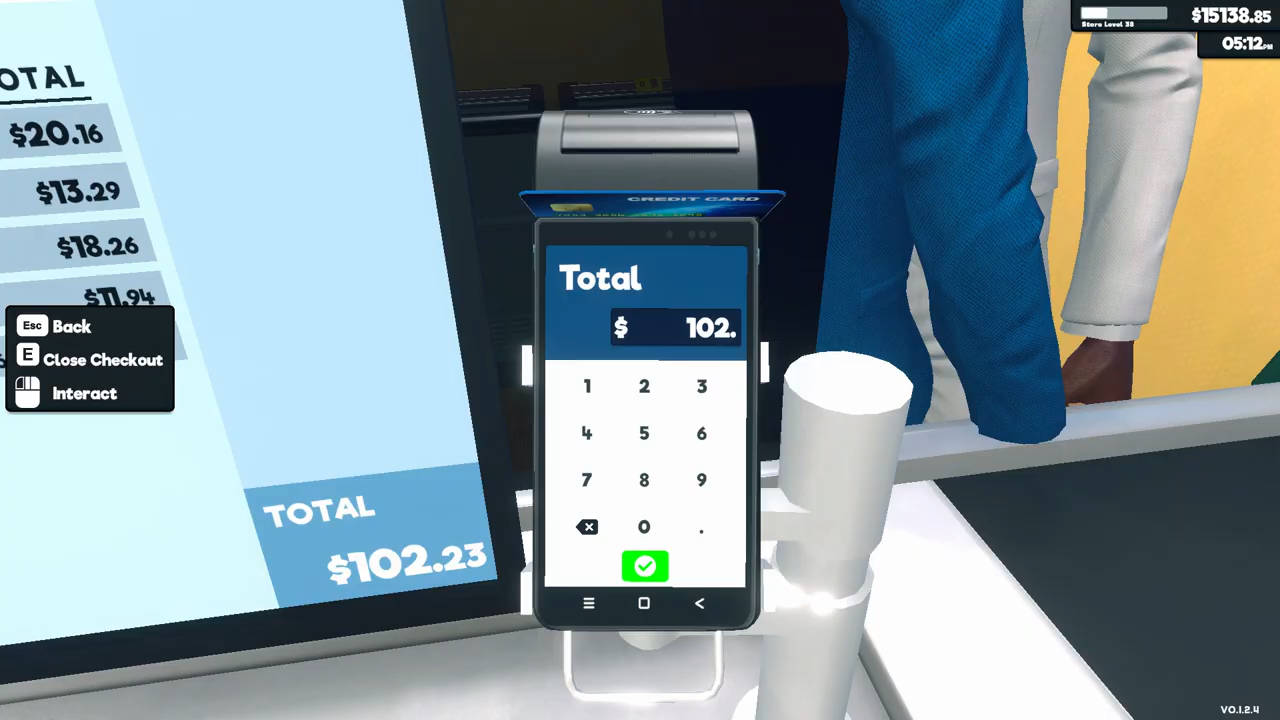 $15138.85
Store Level 38
05:12PM
OTAL
$20.16
$13.29
$18.26
$11.94
Esc Back
E Close Checkout
Interact
TOTAL
$102.23
CREDIT CARD
Total
$ 102.
1 2 3
4 5 6
7 8 9
0 .
V0.1.2.4